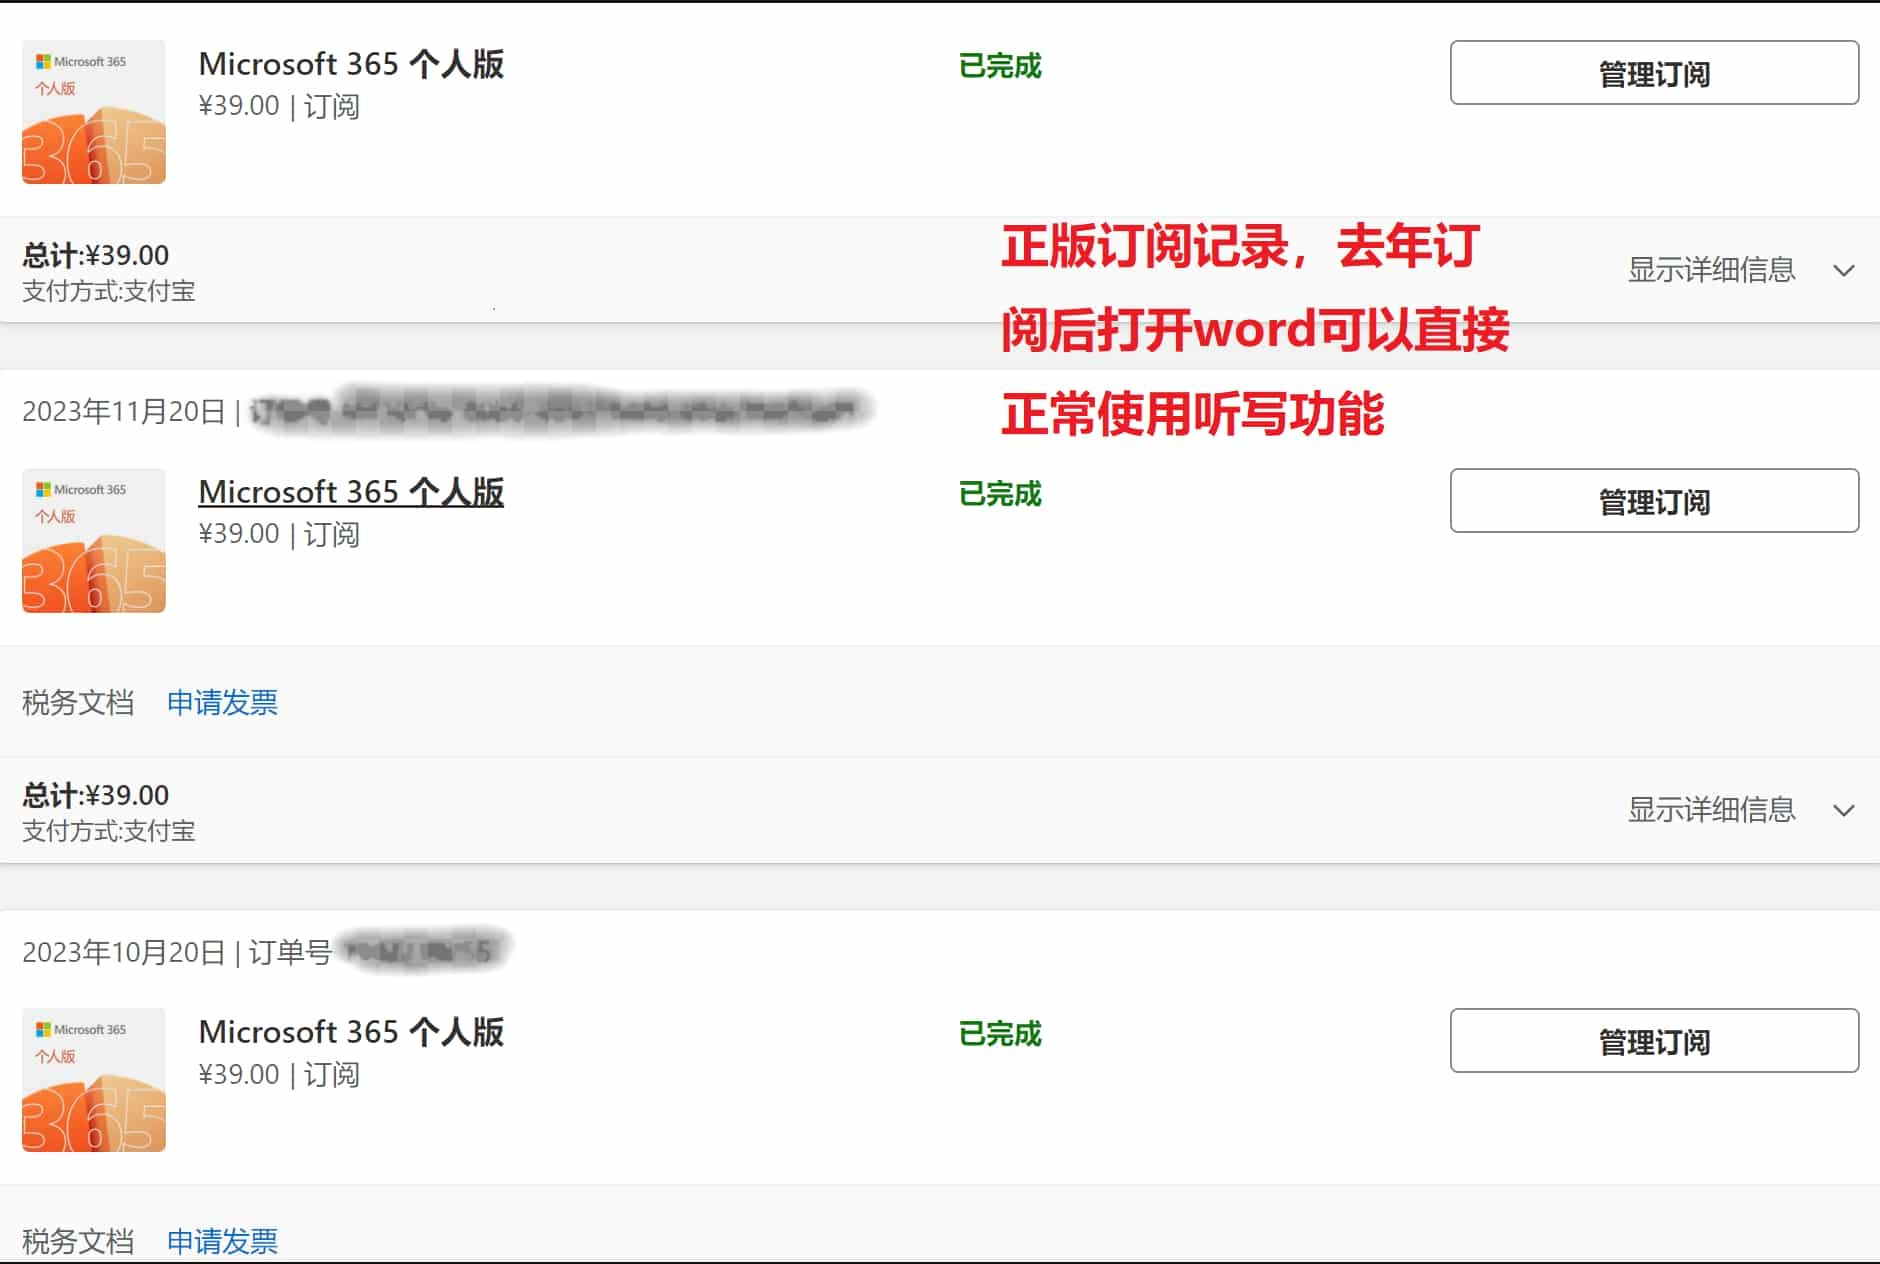 Microsoft 365
个人版
Microsoft 365 个人版
¥39.00 | 订阅
已完成
管理订阅
总计:¥39.00
支付方式:支付宝
显示详细信息
正版订阅记录，去年订
阅后打开word可以直接
正常使用听写功能
2023年11月20日 |
Microsoft 365
个人版
Microsoft 365 个人版
¥39.00 | 订阅
已完成
管理订阅
税务文档 申请发票
总计:¥39.00
支付方式:支付宝
显示详细信息
2023年10月20日 | 订单号
Microsoft 365
个人版
Microsoft 365 个人版
¥39.00 | 订阅
已完成
管理订阅
税务文档 申请发票